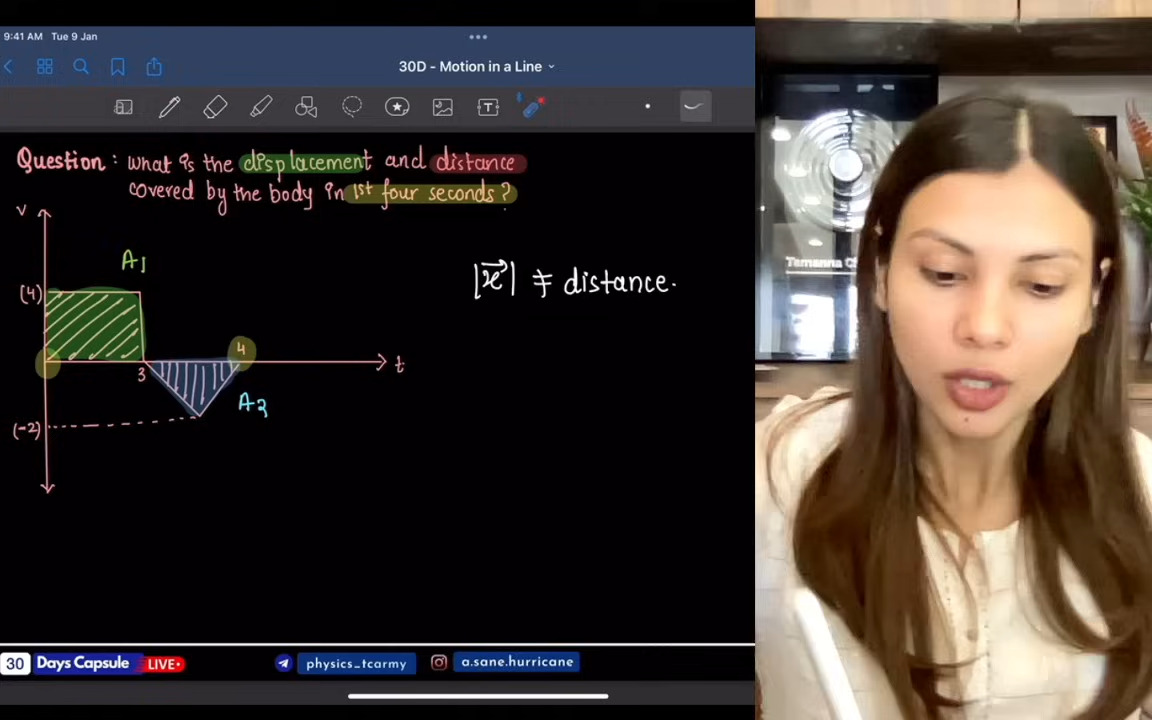 9:41 AM Tue 9 Jan
30D - Motion in a Line
T
Question : what is the displacement and distance
covered by the body in 1st four seconds ?
v
A1
(4)
|x⃗| ≠ distance.
4
t
3
A2
(-2)
Tamanna C
30 Days Capsule LIVE
physics_tcarmy
a.sane.hurricane